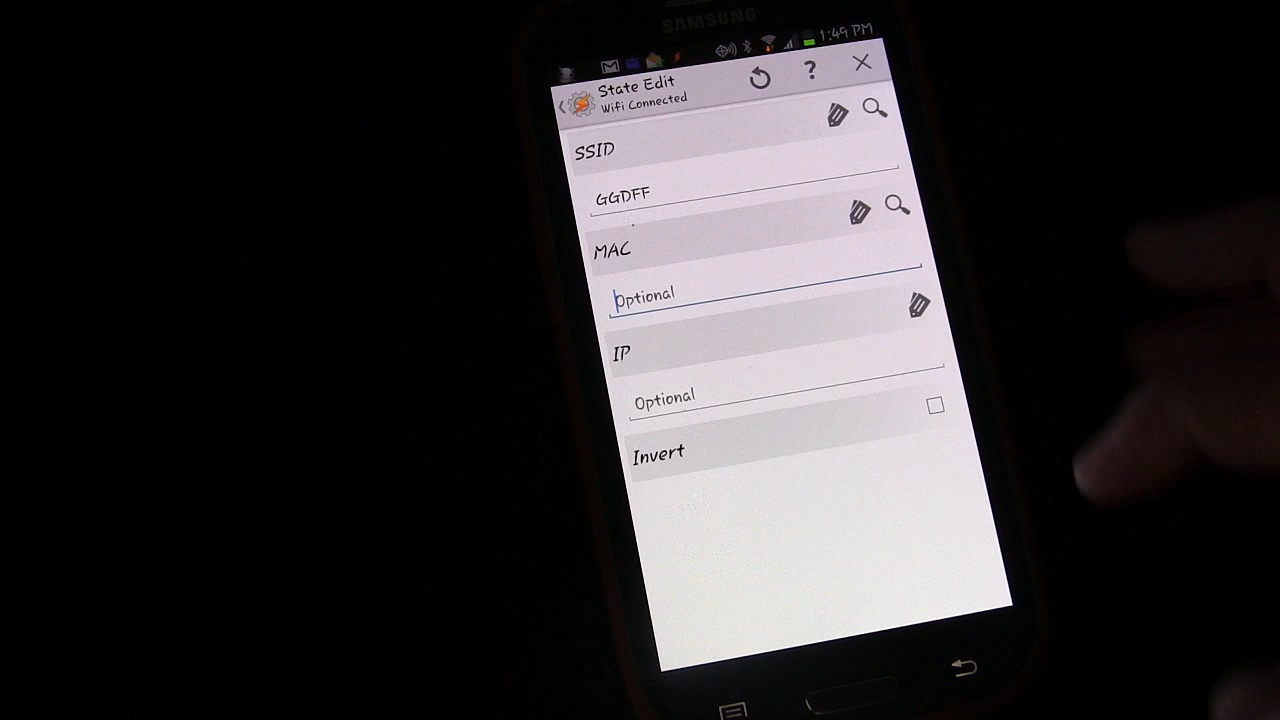 SAMSUNG
1:49 PM
State Edit
Wifi Connected
?
SSID
GGDFF
MAC
Optional
IP
Optional
Invert